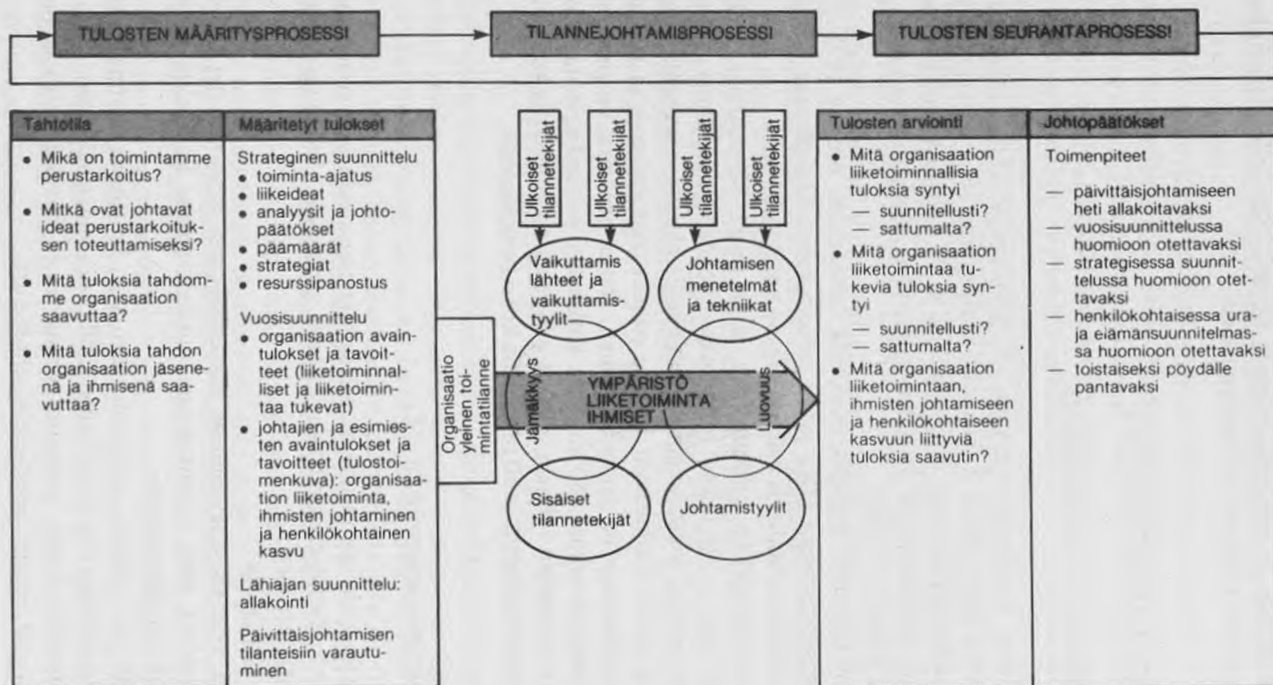 TULOSTEN MÄÄRITYSPROSESSI
TILANNEJOHTAMISPROSESSI
TULOSTEN SEURANTAPROSESSI
Tahtotila
• Mikä on toimintamme
perustarkoitus?
• Mitkä ovat johtavat
ideat perustarkoituk-
sen toteuttamiseksi?
• Mitä tuloksia tahdom-
me organisaation
saavuttaa?
• Mitä tuloksia tahdon
organisaation jäsene-
nä ja ihmisenä saa-
vuttaa?
Määritetyt tulokset
Strateginen suunnittelu
• toiminta-ajatus
• liikeideat
• analyysit ja johto-
päätökset
• päämäärät
• strategiat
• resurssipanostus
Vuosisuunnittelu
• organisaation avain-
tulokset ja tavoit-
teet (liiketoiminnal-
liset ja liiketoimin-
taa tukevat)
• johtajien ja esimies-
ten avaintulokset ja
tavoitteet (tulostoi-
menkuva): organisaa-
tion liiketoiminta,
ihmisten johtaminen
ja henkilökohtainen
kasvu
Lähiajan suunnittelu:
allakointi
Päivittäisjohtamisen
tilanteisiin varautu-
minen
Organisaatio
yleinen toi-
mintatilanne
Ulkoiset
tilannetekijät
Ulkoiset
tilannetekijät
Ulkoiset
tilannetekijät
Ulkoiset
tilannetekijät
Vaikuttamis
lähteet ja
vaikuttamis-
tyylit
Johtamisen
menetelmät
ja tekniikat
Jämäkkyys
YMPÄRISTÖ
LIIKETOIMINTA
IHMISET
Luovuus
Sisäiset
tilannetekijät
Johtamistyylit
Tulosten arviointi
• Mitä organisaation
liiketoiminnallisia
tuloksia syntyi
— suunnitellusti?
— sattumalta?
• Mitä organisaation
liiketoimintaa tu-
kevia tuloksia syn-
tyi
— suunnitellusti?
— sattumalta?
• Mitä organisaation
liiketoimintaan,
ihmisten johtamiseen
ja henkilökohtaiseen
kasvuun liittyviä
tuloksia saavutin?
Johtopäätökset
Toimenpiteet
— päivittäisjohtamiseen
heti allakoitavaksi
— vuosisuunnittelussa
huomioon otettavaksi
— strategisessa suunnit-
telussa huomioon otet-
tavaksi
— henkilökohtaisessa ura-
ja elämänsuunnitelmas-
sa huomioon otettavaksi
— toistaiseksi pöydälle
pantavaksi